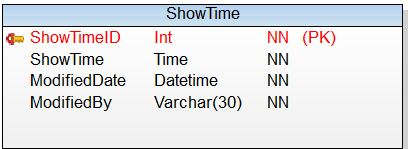 ShowTime
ShowTimeID Int NN (PK)
ShowTime Time NN
ModifiedDate Datetime NN
ModifiedBy Varchar(30) NN